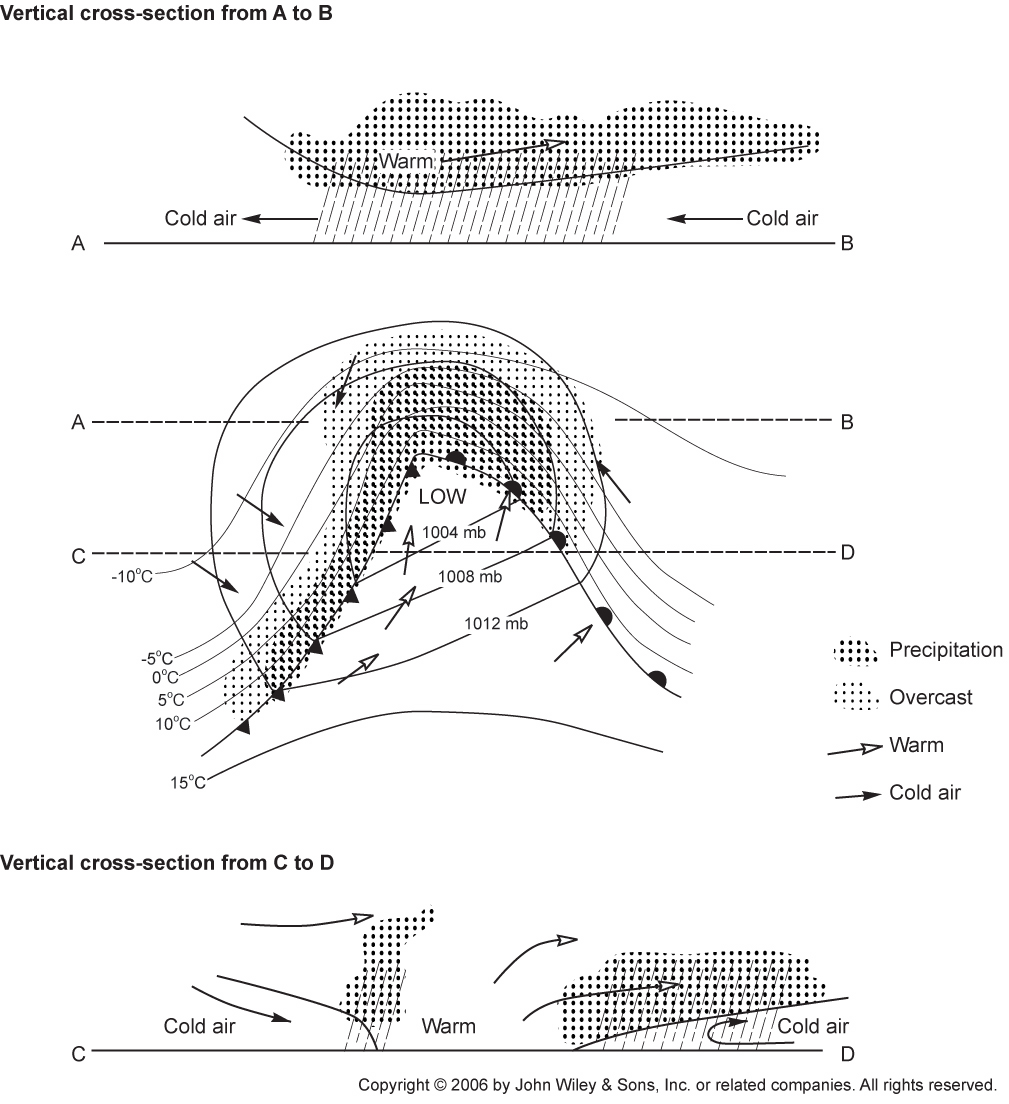 Vertical cross-section from A to B
Warm
Cold air
Cold air
A
B
A
B
LOW
1004 mb
C
D
-10°C
1008 mb
1012 mb
-5°C
0°C
5°C
10°C
15°C
Precipitation
Overcast
Warm
Cold air
Vertical cross-section from C to D
Cold air
Warm
Cold air
C
D
Copyright © 2006 by John Wiley & Sons, Inc. or related companies. All rights reserved.